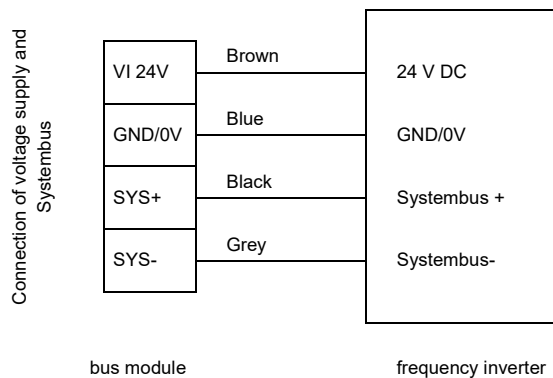 Connection of voltage supply and
Systembus
VI 24V Brown 24 V DC
GND/0V Blue GND/0V
SYS+ Black Systembus +
SYS- Grey Systembus-
bus module frequency inverter